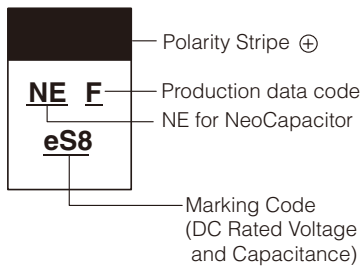 Polarity Stripe ⊕
NE F
Production data code
NE for NeoCapacitor
eS8
Marking Code
(DC Rated Voltage
and Capacitance)